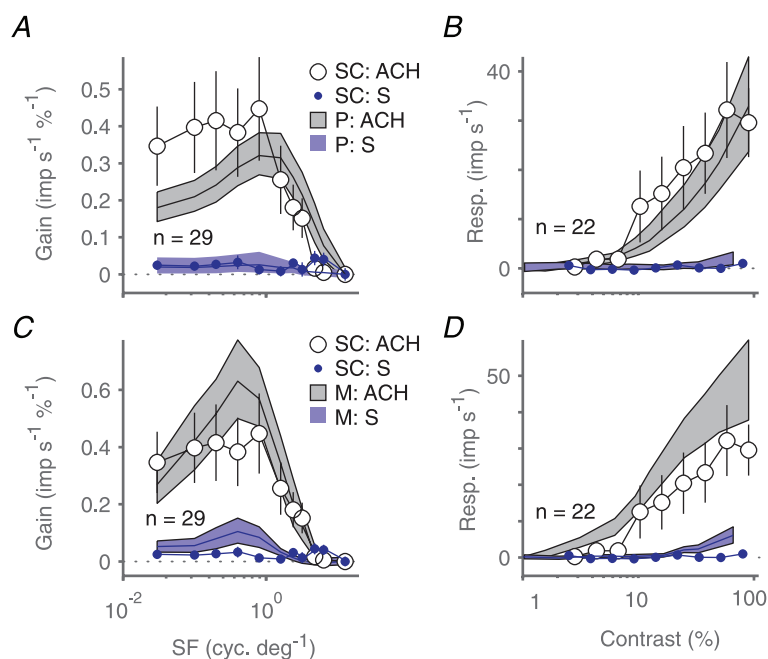 A
Gain (imp s-1 %-1)
0.5
0.4
0.3
0.2
0.1
0
n = 29
SC: ACH
SC: S
P: ACH
P: S
B
Resp. (imp s-1)
40
0
n = 22
C
Gain (imp s-1 %-1)
0.6
0.4
0.2
0
n = 29
SC: ACH
SC: S
M: ACH
M: S
10-2
100
SF (cyc. deg-1)
D
Resp. (imp s-1)
50
0
n = 22
1
10
100
Contrast (%)